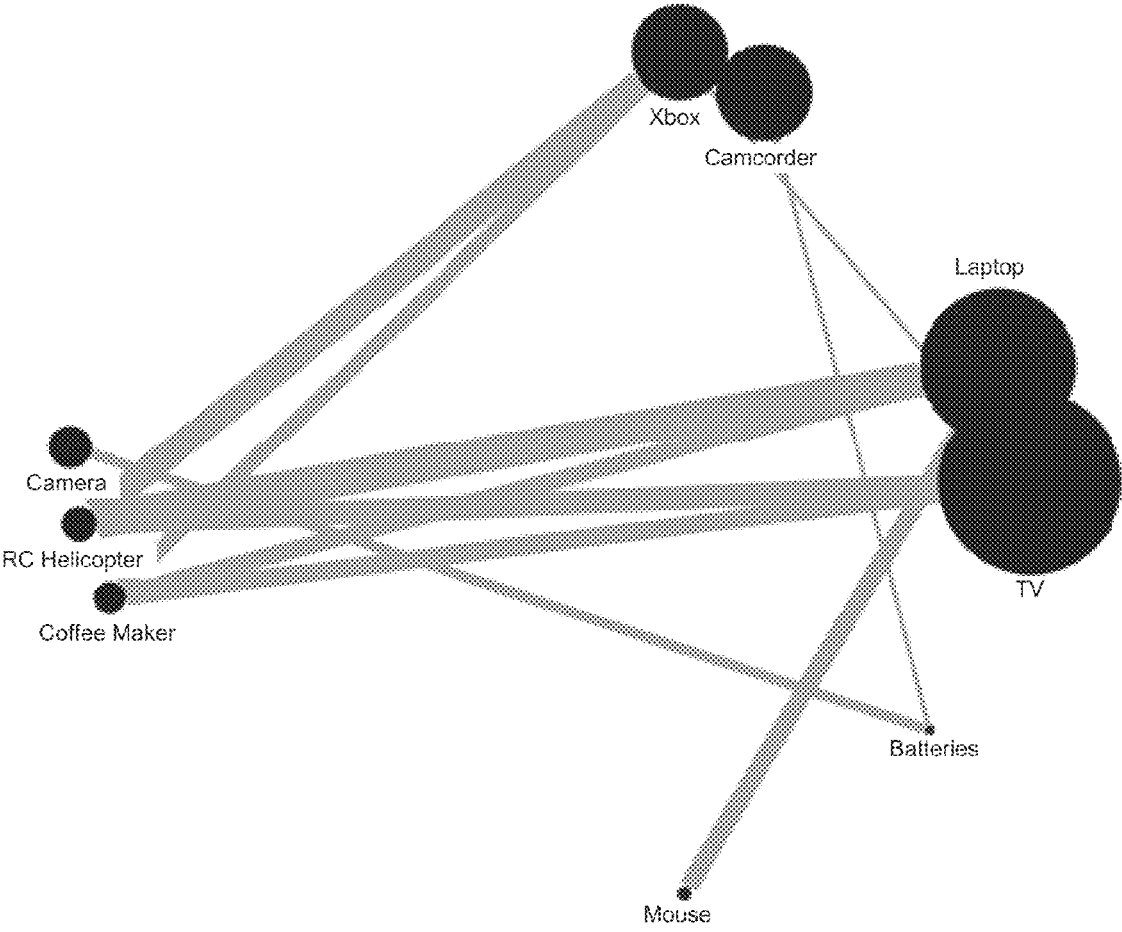 Xbox
Camcorder
Laptop
Camera
RC Helicopter
TV
Coffee Maker
Batteries
Mouse